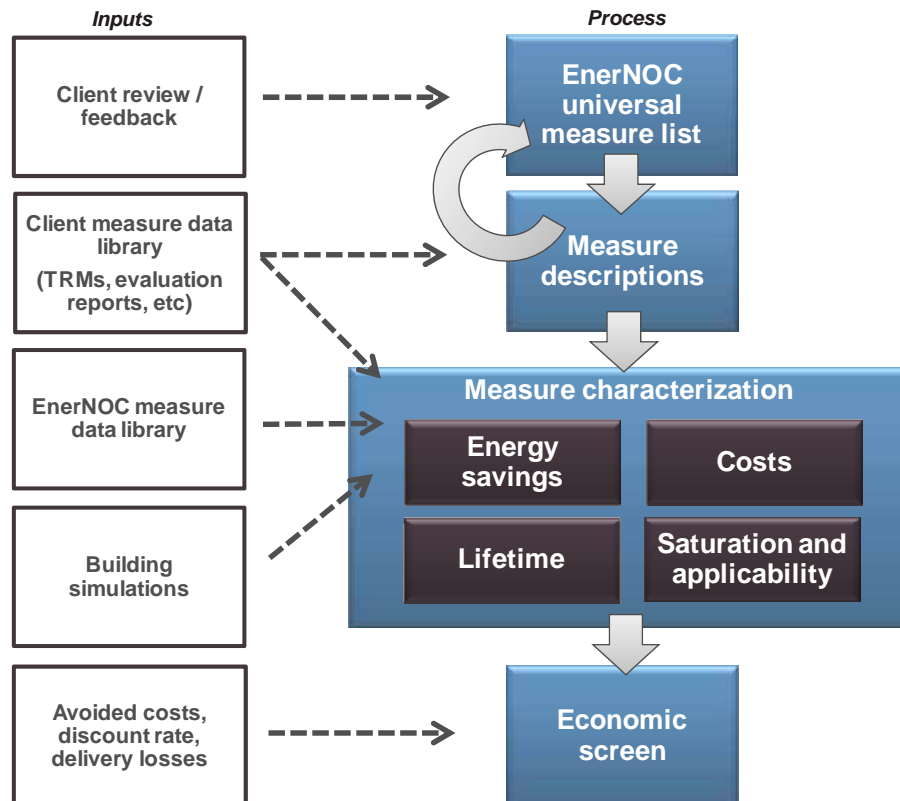 Inputs
Process
Client review /
feedback
EnerNOC
universal
measure list
Client measure data
library
(TRMs, evaluation
reports, etc)
Measure
descriptions
EnerNOC measure
data library
Measure characterization
Energy
savings
Costs
Lifetime
Saturation and
applicability
Building
simulations
Avoided costs,
discount rate,
delivery losses
Economic
screen